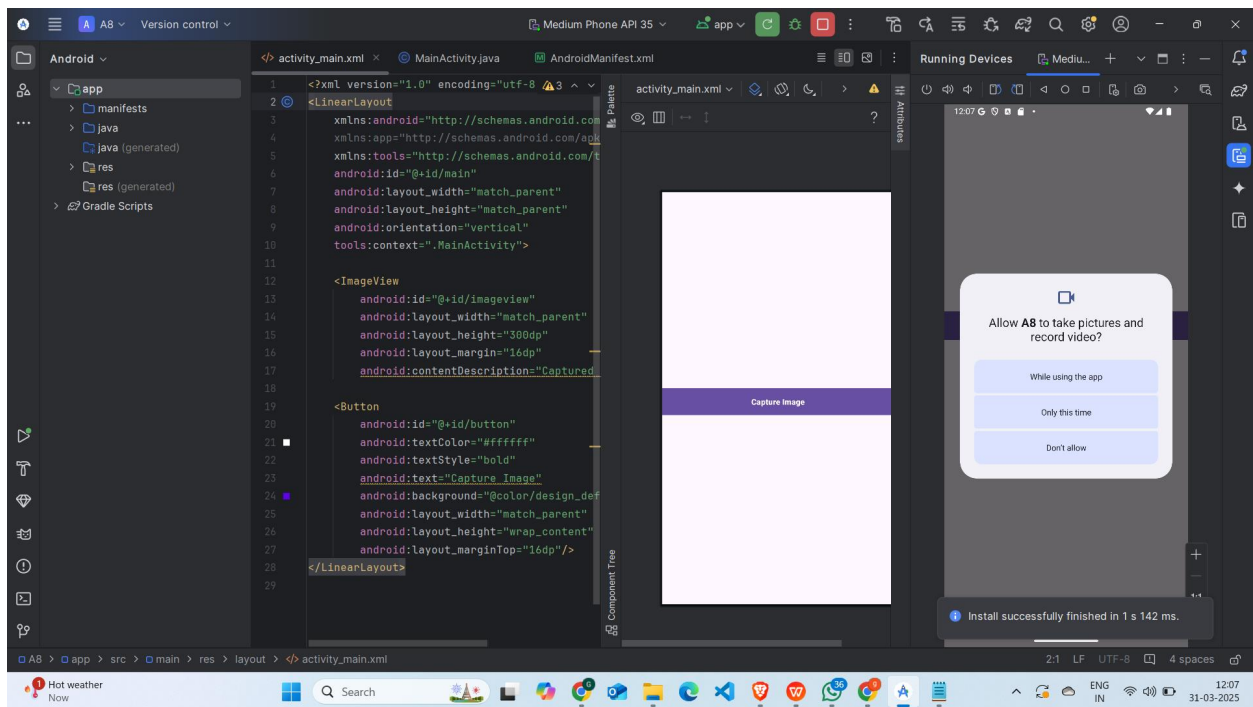 A A8 Version control Medium Phone API 35 app
Android
activity_main.xml MainActivity.java AndroidManifest.xml
Running Devices Mediu...
app
manifests
java
java (generated)
res
res (generated)
Gradle Scripts
3
1 <?xml version="1.0" encoding="utf-8
2 <LinearLayout
3 xmlns:android="http://schemas.android.com
4 xmlns:app="http://schemas.android.com/apk
5 xmlns:tools="http://schemas.android.com/t
6 android:id="@+id/main"
7 android:layout_width="match_parent"
8 android:layout_height="match_parent"
9 android:orientation="vertical"
10 tools:context=".MainActivity">
11
12 <ImageView
13 android:id="@+id/imageview"
14 android:layout_width="match_parent"
15 android:layout_height="300dp"
16 android:layout_margin="16dp"
17 android:contentDescription="Captured
18
19 <Button
20 android:id="@+id/button"
21 android:textColor="#ffffff"
22 android:textStyle="bold"
23 android:text="Capture Image"
24 android:background="@color/design_def
25 android:layout_width="match_parent"
26 android:layout_height="wrap_content"
27 android:layout_marginTop="16dp"/>
28 </LinearLayout>
29
Palette
Component Tree
activity_main.xml
?
Attributes
Capture Image
12:07 G
Allow A8 to take pictures and
record video?
While using the app
Only this time
Don't allow
1:1
Install successfully finished in 1 s 142 ms.
A8 > app > src > main > res > layout > activity_main.xml
2:1 LF UTF-8 4 spaces
1
Hot weather
Now
Search
36
ENG
IN
12:07
31-03-2025